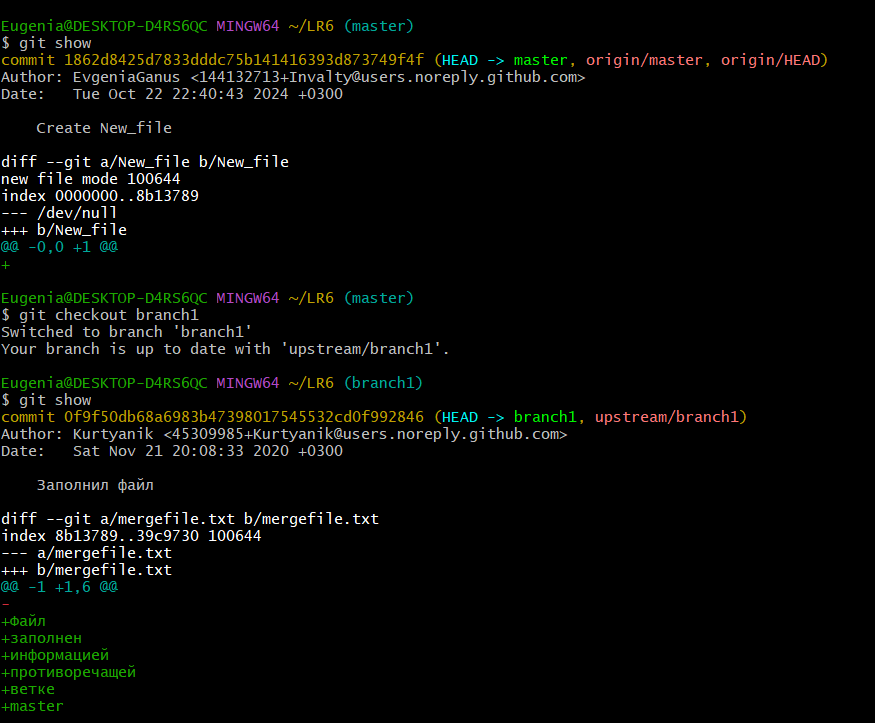 Eugenia@DESKTOP-D4RS6QC MINGW64 ~/LR6 (master)
$ git show
commit 1862d8425d7833dddc75b141416393d873749f4f (HEAD -> master, origin/master, origin/HEAD)
Author: EvgeniaGanus <144132713+Invalty@users.noreply.github.com>
Date:   Tue Oct 22 22:40:43 2024 +0300
    Create New_file
diff --git a/New_file b/New_file
new file mode 100644
index 0000000..8b13789
--- /dev/null
+++ b/New_file
@@ -0,0 +1 @@
+
Eugenia@DESKTOP-D4RS6QC MINGW64 ~/LR6 (master)
$ git checkout branch1
Switched to branch 'branch1'
Your branch is up to date with 'upstream/branch1'.
Eugenia@DESKTOP-D4RS6QC MINGW64 ~/LR6 (branch1)
$ git show
commit 0f9f50db68a6983b47398017545532cd0f992846 (HEAD -> branch1, upstream/branch1)
Author: Kurtyanik <45309985+Kurtyanik@users.noreply.github.com>
Date:   Sat Nov 21 20:08:33 2020 +0300
    Заполнил файл
diff --git a/mergefile.txt b/mergefile.txt
index 8b13789..39c9730 100644
--- a/mergefile.txt
+++ b/mergefile.txt
@@ -1 +1,6 @@
-
+Файл
+заполнен
+информацией
+противоречащей
+ветке
+master